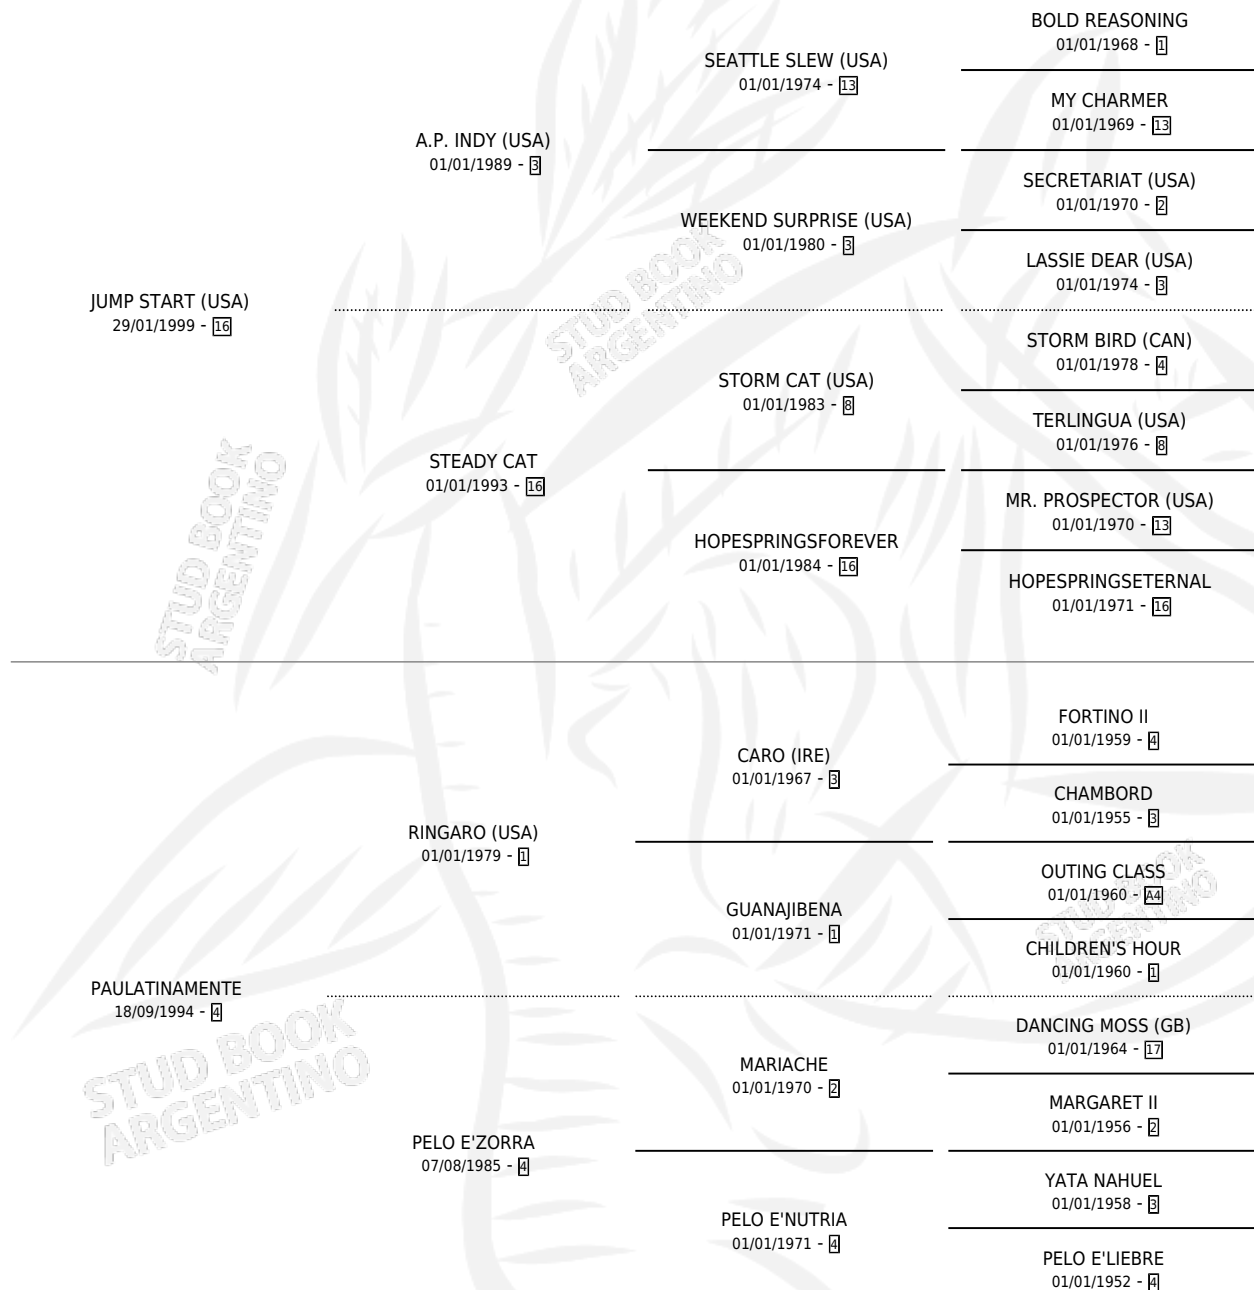 BOLD REASONING
01/01/1968 - 1
SEATTLE SLEW (USA)
01/01/1974 - 13
MY CHARMER
01/01/1969 - 13
A.P. INDY (USA)
01/01/1989 - 3
SECRETARIAT (USA)
01/01/1970 - 2
WEEKEND SURPRISE (USA)
01/01/1980 - 3
LASSIE DEAR (USA)
01/01/1974 - 3
JUMP START (USA)
29/01/1999 - 16
STORM BIRD (CAN)
01/01/1978 - 4
STORM CAT (USA)
01/01/1983 - 8
TERLINGUA (USA)
01/01/1976 - 8
STEADY CAT
01/01/1993 - 16
MR. PROSPECTOR (USA)
01/01/1970 - 13
HOPESPRINGSFOREVER
01/01/1984 - 16
HOPESPRINGSETERNAL
01/01/1971 - 16
FORTINO II
01/01/1959 - 4
CARO (IRE)
01/01/1967 - 3
CHAMBORD
01/01/1955 - 3
RINGARO (USA)
01/01/1979 - 1
OUTING CLASS
01/01/1960 - A4
GUANAJIBENA
01/01/1971 - 1
CHILDREN'S HOUR
01/01/1960 - 1
PAULATINAMENTE
18/09/1994 - 4
DANCING MOSS (GB)
01/01/1964 - 17
MARIACHE
01/01/1970 - 2
MARGARET II
01/01/1956 - 2
PELO E'ZORRA
07/08/1985 - 4
YATA NAHUEL
01/01/1958 - 3
PELO E'NUTRIA
01/01/1971 - 4
PELO E'LIEBRE
01/01/1952 - 4
STUD BOOK
ARGENTINO
STUD BOOK
ARGENTINO
STUD BOOK
ARGENTINO
STUD BOOK
ARGENTINO